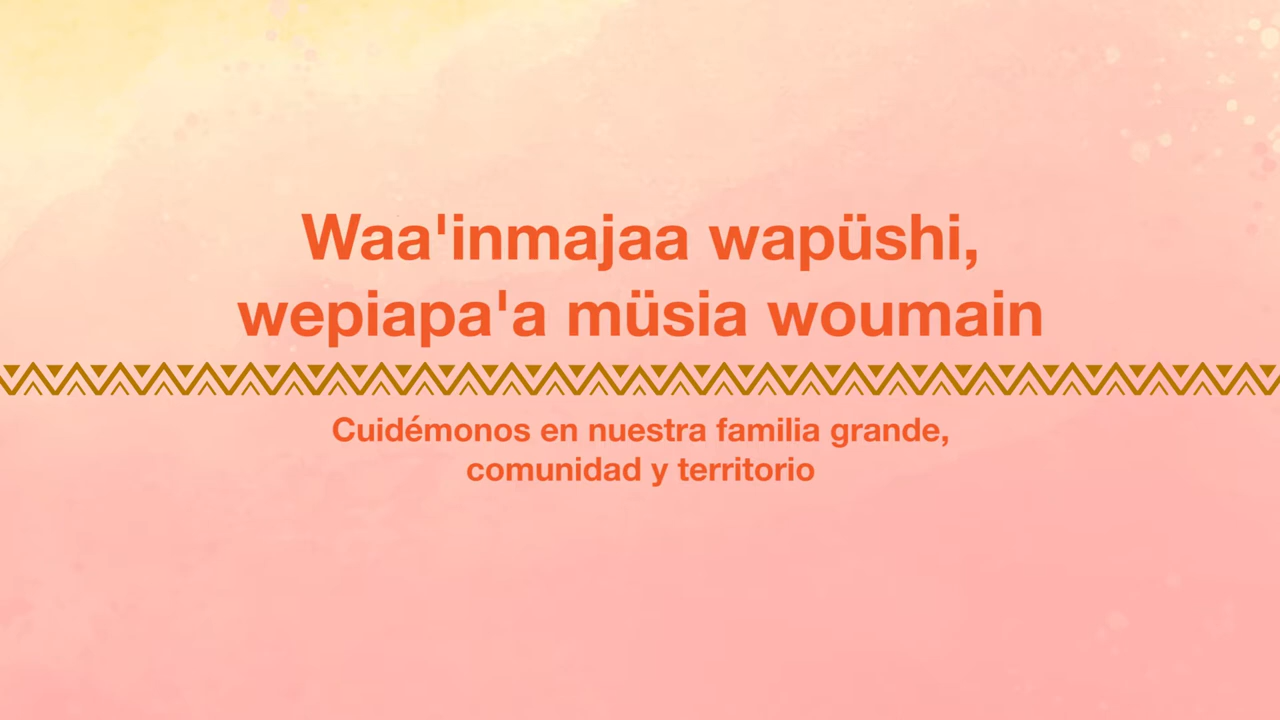 Waa'inmajaa wapüshi,
wepiapa'a müsia woumain
Cuidémonos en nuestra familia grande,
comunidad y territorio